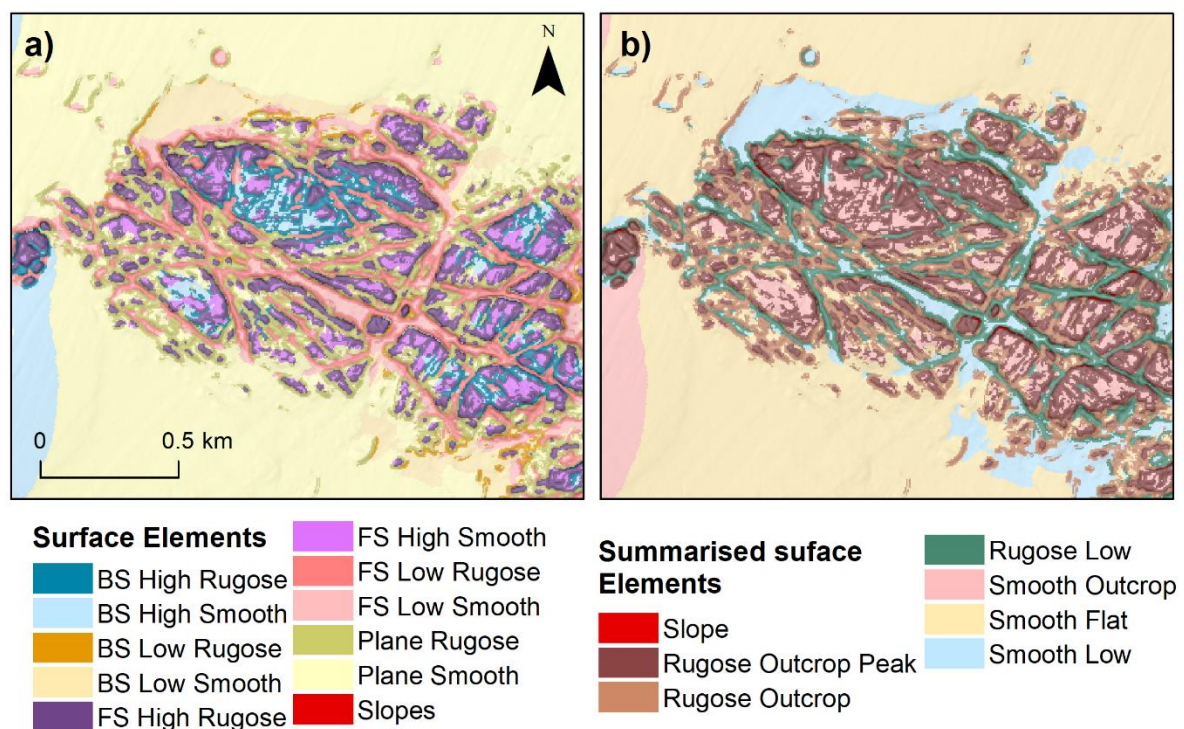 a)
N
0 0.5 km
b)
Surface Elements
BS High Rugose
BS High Smooth
BS Low Rugose
BS Low Smooth
FS High Rugose
FS High Smooth
FS Low Rugose
FS Low Smooth
Plane Rugose
Plane Smooth
Slopes
Summarised suface
Elements
Slope
Rugose Outcrop Peak
Rugose Outcrop
Rugose Low
Smooth Outcrop
Smooth Flat
Smooth Low